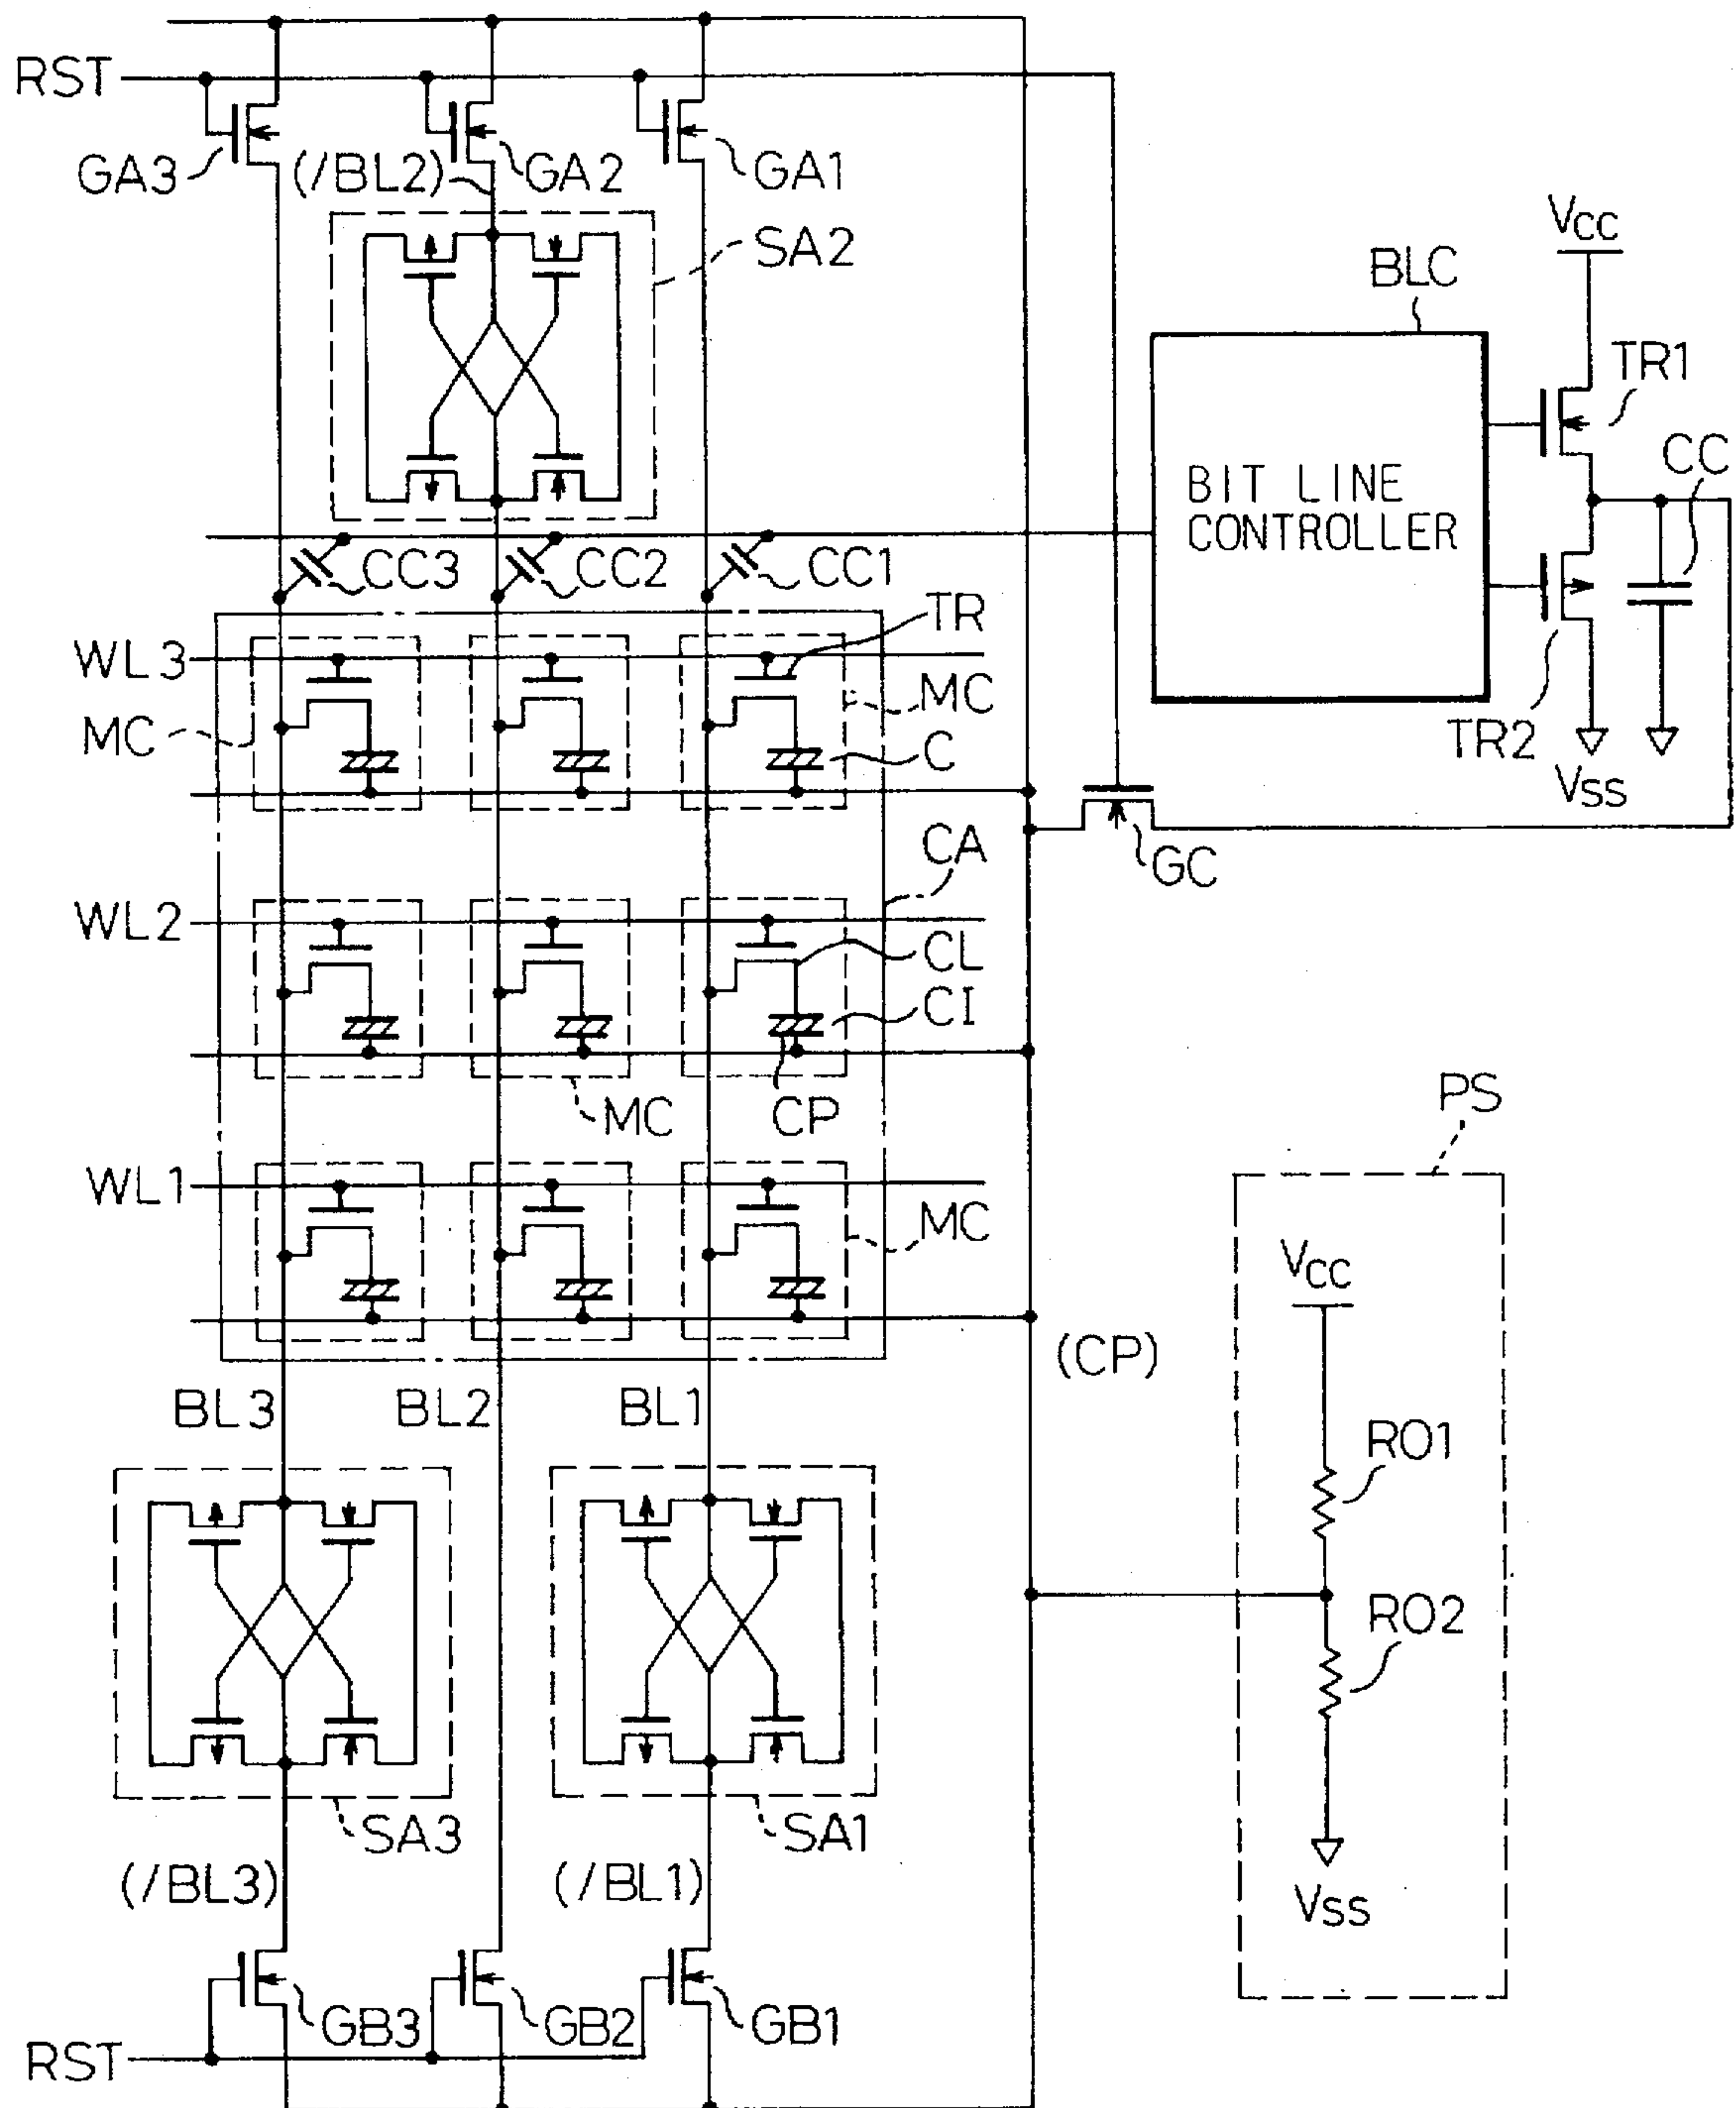 RST
GA3
(/BL2)
GA2
GA1
SA2
BLC
VCC
TR1
CC
BIT LINE
CONTROLLER
TR2
VSS
CC3
CC2
CC1
TR
WL3
MC
MC
C
GC
CA
WL2
CL
CI
MC
CP
PS
WL1
MC
VCC
(CP)
BL3
BL2
BL1
RO1
RO2
SA3
SA1
(/BL3)
(/BL1)
VSS
GB3
GB2
GB1
RST